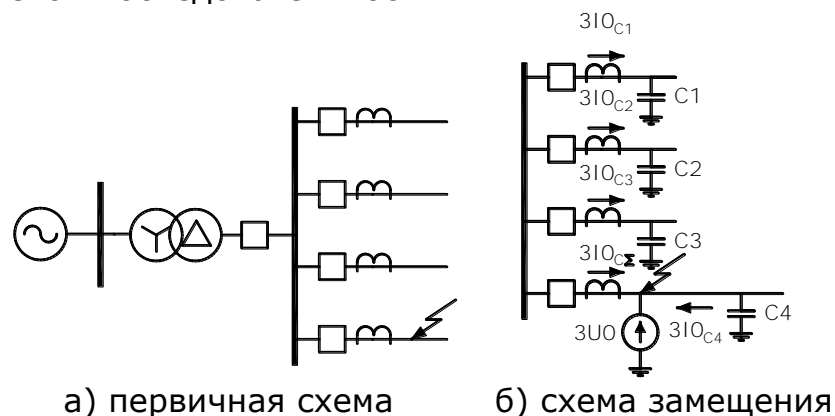 3I0C1
3I0C2
C1
3I0C3
C2
3I0CΣ
C3
3U0
3I0C4
C4
а) первичная схема
б) схема замещения